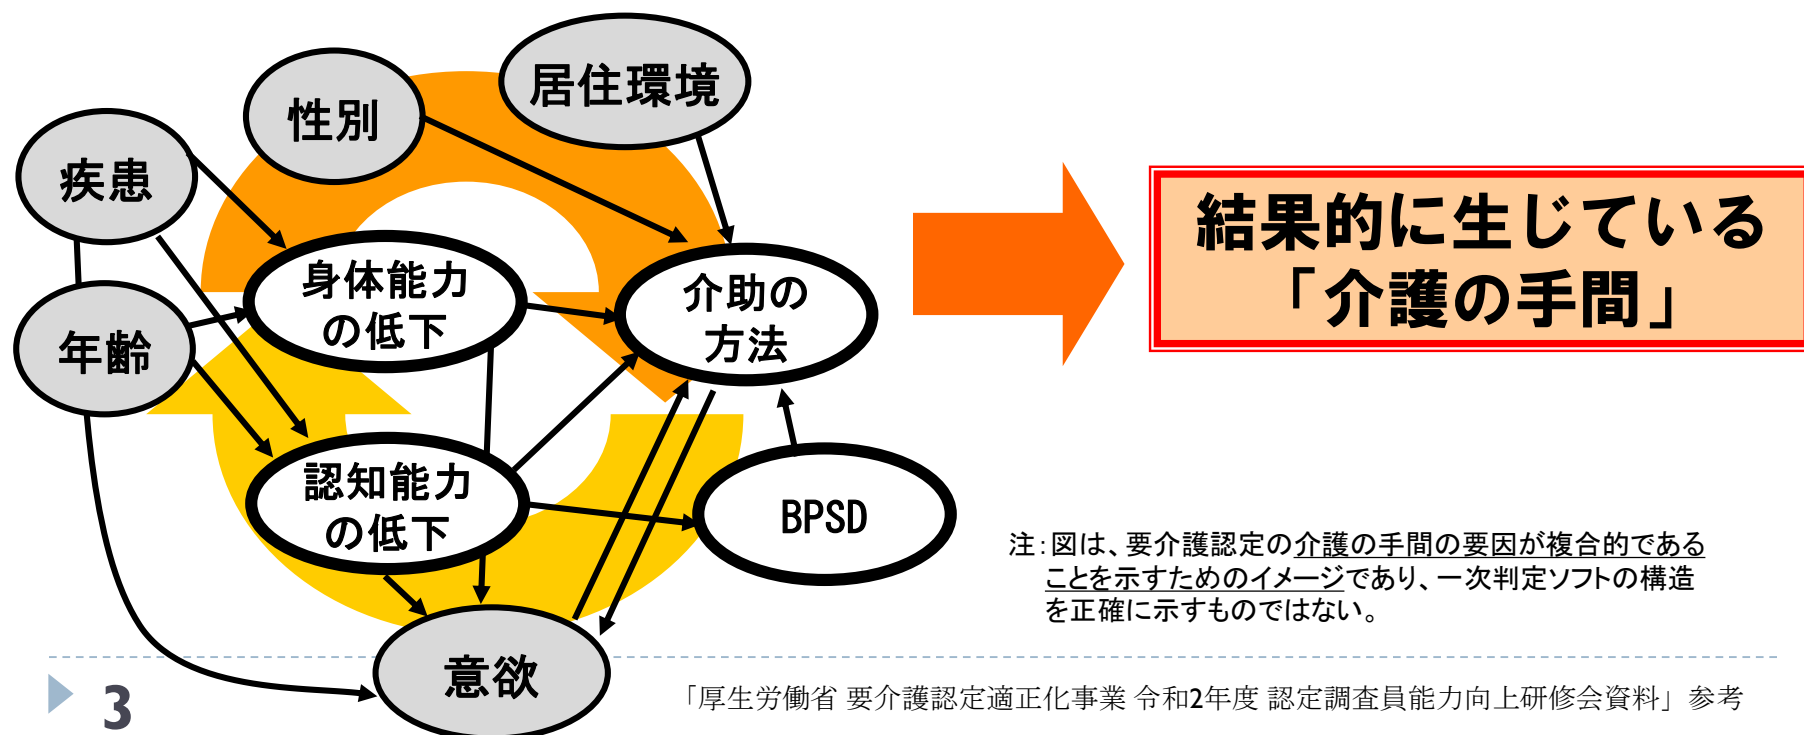 居住環境
性別
疾患
身体能力
の低下
介助の
方法
年齢
認知能力
の低下
BPSD
意欲
結果的に生じている
「介護の手間」
注:図は、要介護認定の介護の手間の要因が複合的である
ことを示すためのイメージであり、一次判定ソフトの構造
を正確に示すものではない。
3
「厚生労働省 要介護認定適正化事業 令和2年度 認定調査員能力向上研修会資料」参考